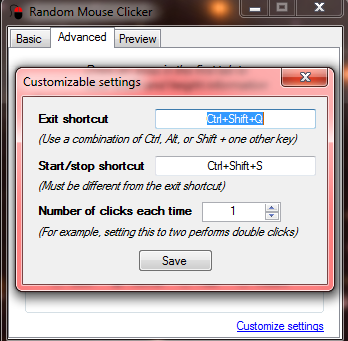 Random Mouse Clicker
Basic Advanced Preview
Customizable settings
Exit shortcut Ctrl+Shift+Q
(Use a combination of Ctrl, Alt, or Shift + one other key)
Start/stop shortcut Ctrl+Shift+S
(Must be different from the exit shortcut)
Number of clicks each time 1
(For example, setting this to two performs double clicks)
Save
Customize settings